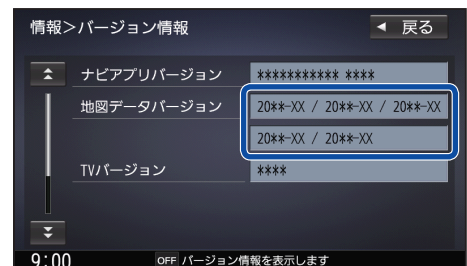 情報>バージョン情報
◀ 戻る
ナビアプリバージョン *********** ****
地図データバージョン 20**-XX / 20**-XX / 20**-XX
20**-XX / 20**-XX
TVバージョン ****
9:00 OFF バージョン情報を表示します